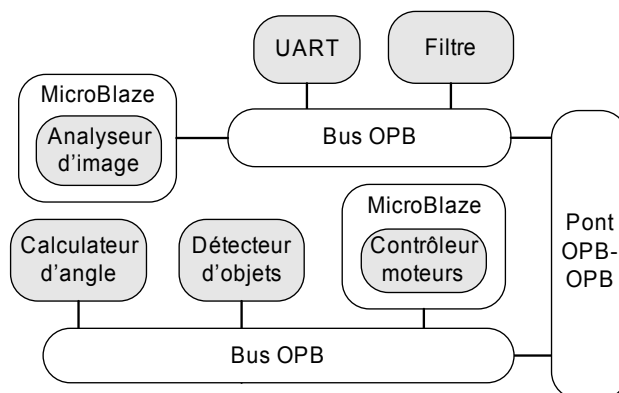 UART
Filtre
MicroBlaze
Analyseur
d'image
Bus OPB
MicroBlaze
Calculateur
d'angle
Détecteur
d'objets
Contrôleur
moteurs
Pont
OPB-
OPB
Bus OPB